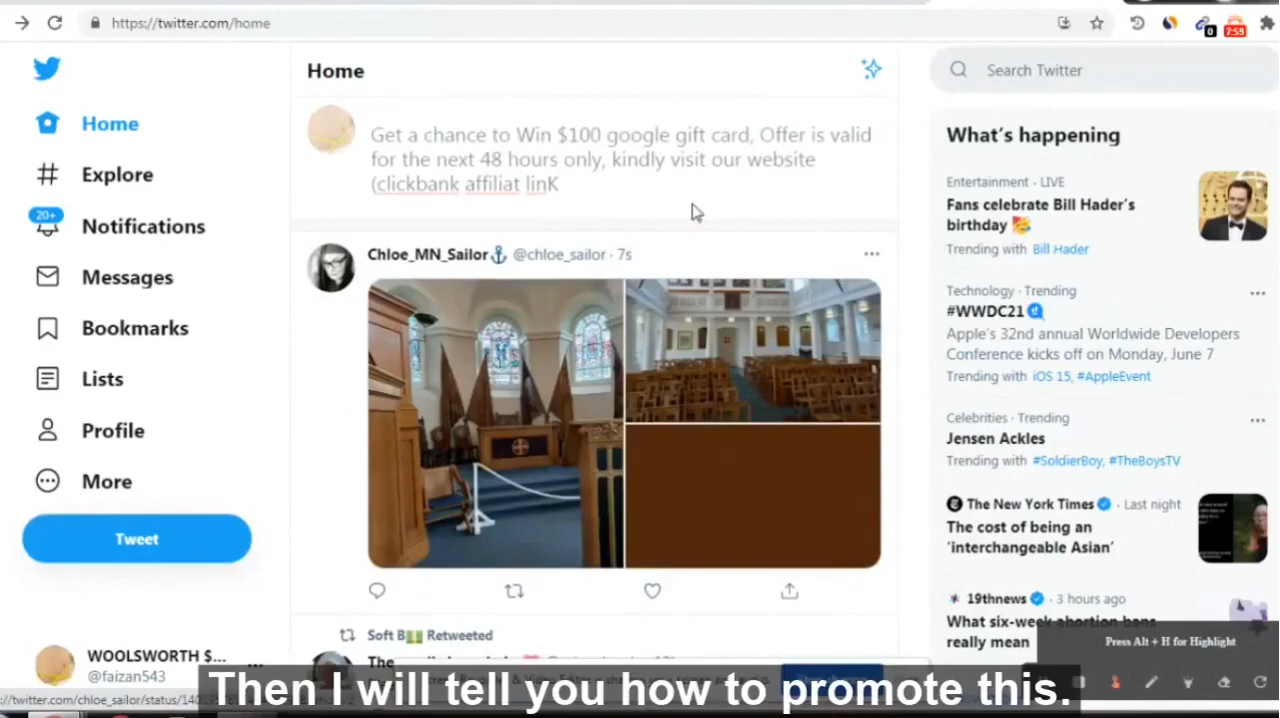 https://twitter.com/home
0
7:59
Home
Search Twitter
Home
Explore
20+
Notifications
Messages
Bookmarks
Lists
Profile
More
Tweet
WOOLSWORTH $...
@faizan543
Get a chance to Win $100 google gift card, Offer is valid
for the next 48 hours only, kindly visit our website
(clickbank affiliat linK
Chloe_MN_Sailor @chloe_sailor · 7s
Soft B Retweeted
The
What's happening
Entertainment · LIVE
Fans celebrate Bill Hader's
birthday
Trending with Bill Hader
Technology · Trending
#WWDC21
Apple's 32nd annual Worldwide Developers
Conference kicks off on Monday, June 7
Trending with iOS 15, #AppleEvent
Celebrities · Trending
Jensen Ackles
Trending with #SoldierBoy, #TheBoysTV
The New York Times · Last night
The cost of being an
'interchangeable Asian'
19thnews · 3 hours ago
What six-week abortion bans
really mean
Press Alt + H for Highlight
Then I will tell you how to promote this.